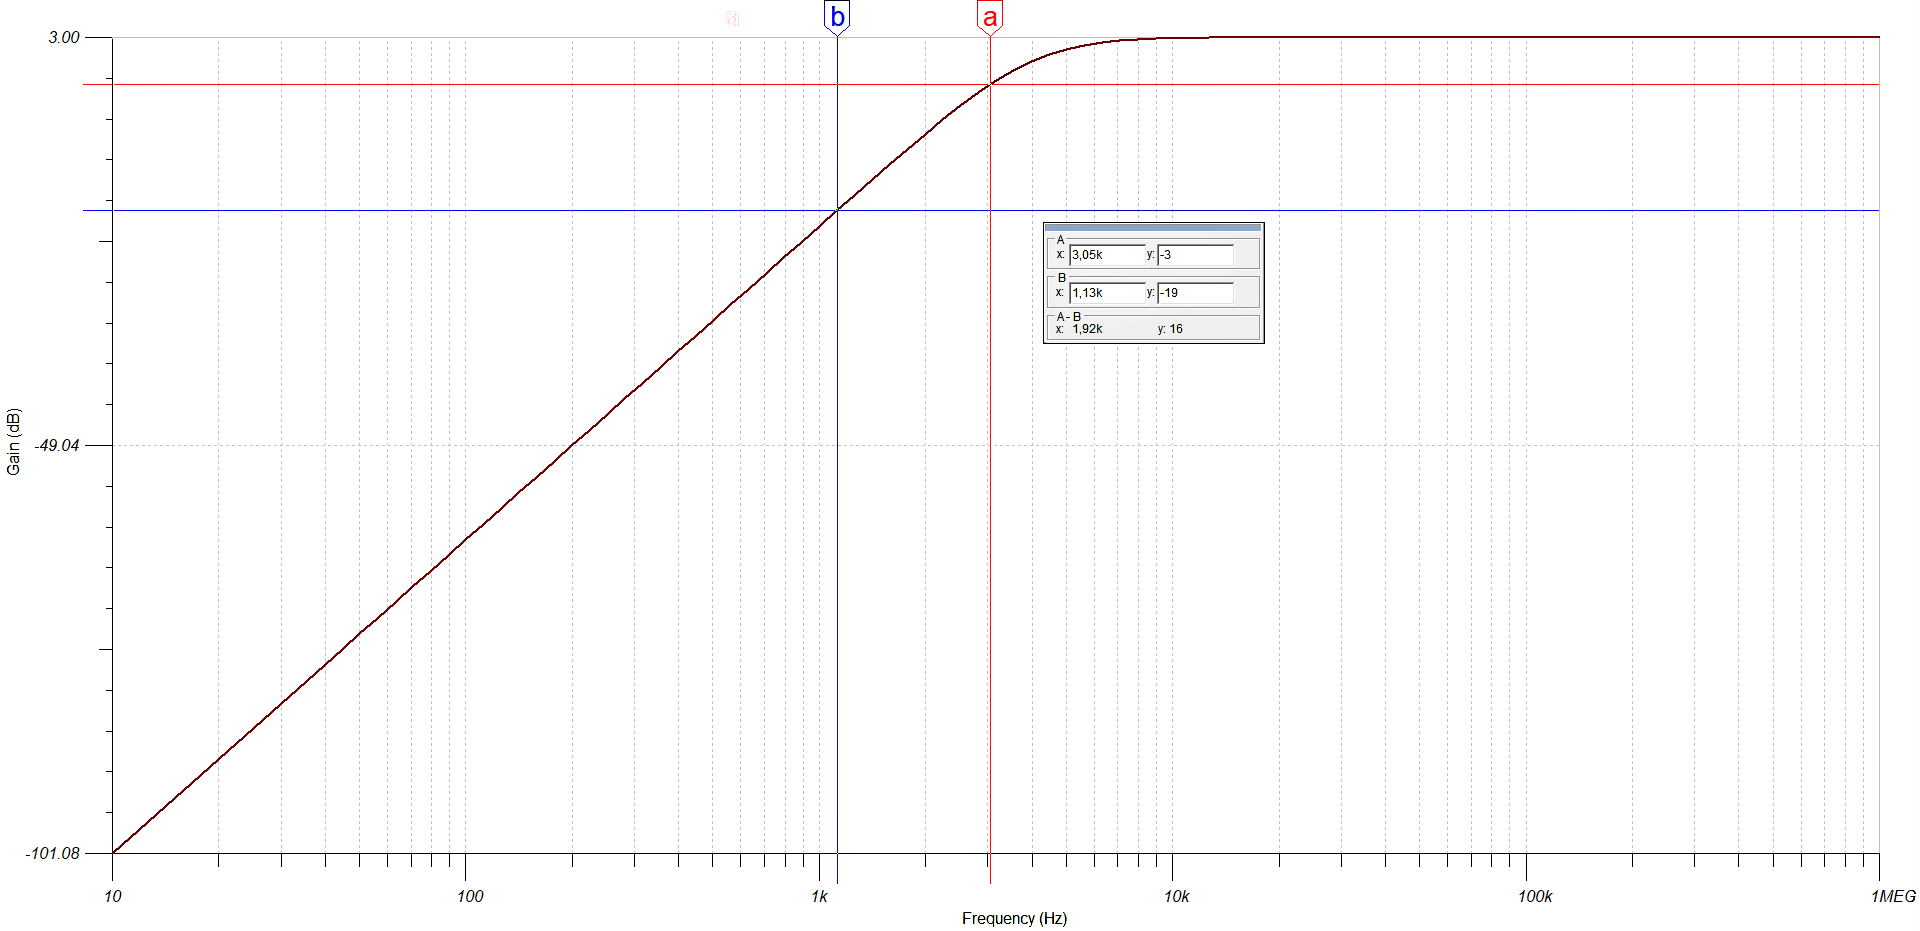 a b a
3.00
A
x: 3,05k y: -3
B
x: 1,13k y: -19
A - B
x: 1,92k y: 16
Gain (dB)
-49.04
-101.08
10 100 1k 10k 100k 1MEG
Frequency (Hz)